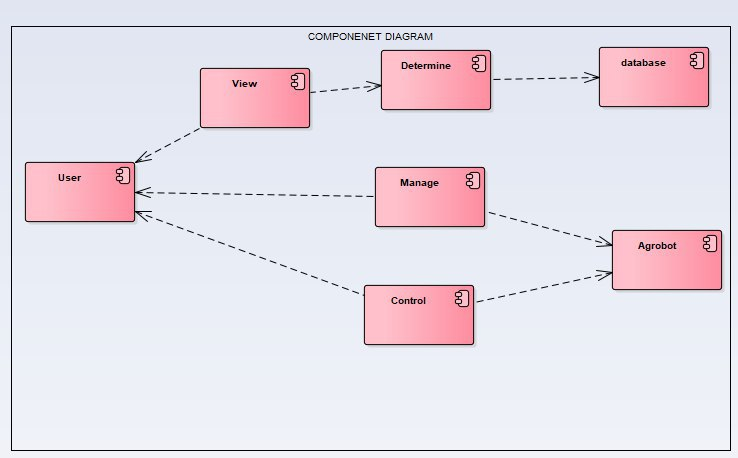 COMPONENET DIAGRAM
View
Determine
database
User
Manage
Agrobot
Control